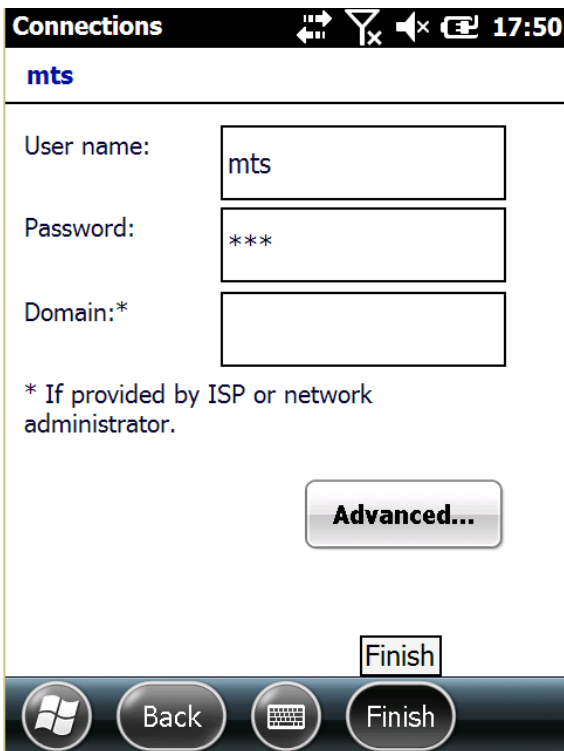 Connections 17:50
mts
User name:
mts
Password:
***
Domain:*
* If provided by ISP or network
administrator.
Advanced...
Finish
Back
Finish